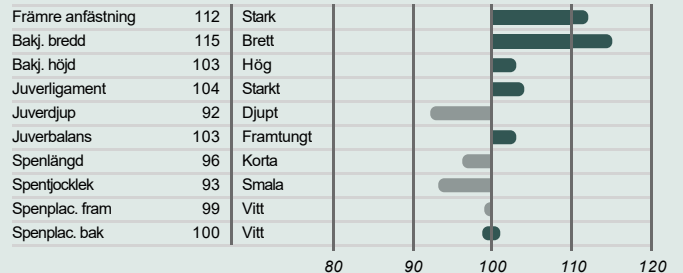 Främre anfästning 112 Stark
Bakj. bredd 115 Brett
Bakj. höjd 103 Hög
Juverligament 104 Starkt
Juverdjup 92 Djupt
Juverbalans 103 Framtungt
Spenlängd 96 Korta
Spentjocklek 93 Smala
Spenplac. fram 99 Vitt
Spenplac. bak 100 Vitt
80 90 100 110 120